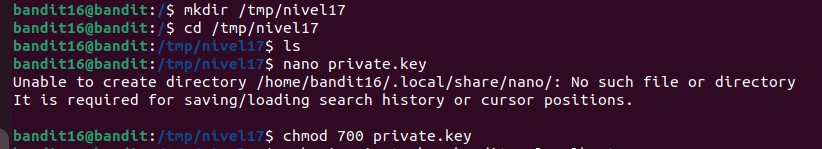 bandit16@bandit:/$ mkdir /tmp/nivel17
bandit16@bandit:/$ cd /tmp/nivel17
bandit16@bandit:/tmp/nivel17$ ls
bandit16@bandit:/tmp/nivel17$ nano private.key
Unable to create directory /home/bandit16/.local/share/nano/: No such file or directory
It is required for saving/loading search history or cursor positions.
bandit16@bandit:/tmp/nivel17$ chmod 700 private.key